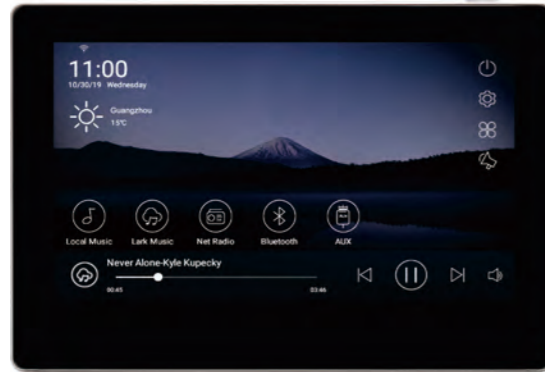 11:00
10/30/19 Wednesday
Guangzhou
15℃
Local Music
Lark Music
Net Radio
Bluetooth
AUX
Never Alone-Kyle Kupecky
00:45
03:46